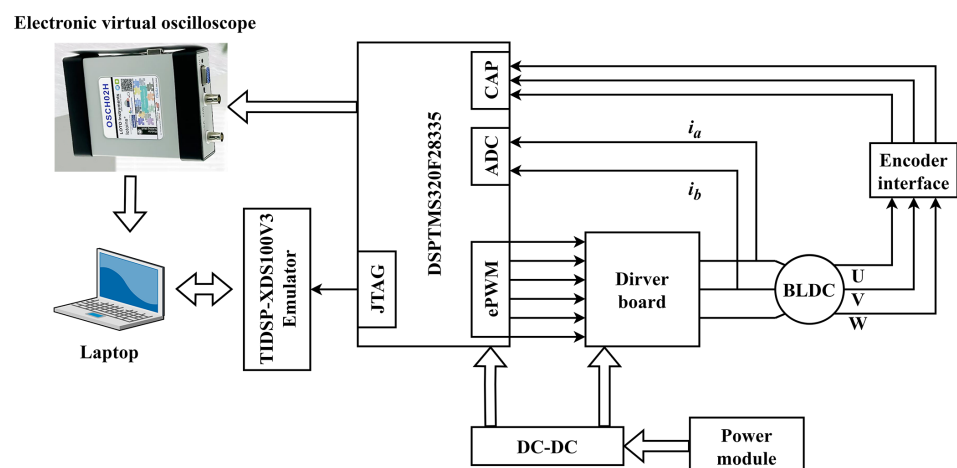 Electronic virtual oscilloscope
OSCH02H
CAP
ADC
DSPTMS320F28335
ePWM
JTAG
i_a
i_b
Encoder
interface
TIDSP-XDS100V3
Emulator
Dirver
board
BLDC
U
V
W
Laptop
DC-DC
Power
module